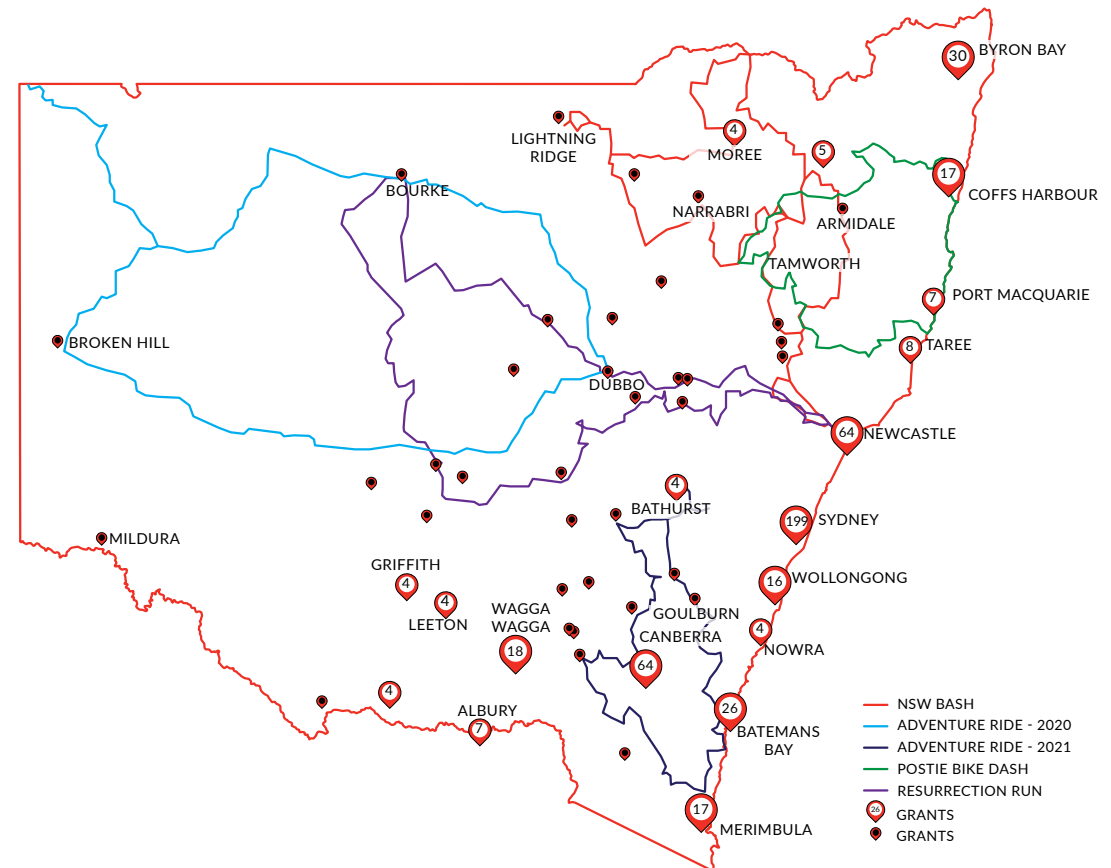 30
BYRON BAY
LIGHTNING
RIDGE
4
MOREE
5
17
COFFS HARBOUR
BOURKE
NARRABRI
ARMIDALE
TAMWORTH
7
PORT MACQUARIE
BROKEN HILL
8
TAREE
DUBBO
64
NEWCASTLE
4
BATHURST
199
SYDNEY
MILDURA
GRIFFITH
4
4
LEETON
16
WOLLONGONG
WAGGA
WAGGA
18
GOULBURN
CANBERRA
64
4
NOWRA
4
ALBURY
7
26
BATEMANS
BAY
17
MERIMBULA
NSW BASH
ADVENTURE RIDE - 2020
ADVENTURE RIDE - 2021
POSTIE BIKE DASH
RESURRECTION RUN
26
GRANTS
GRANTS